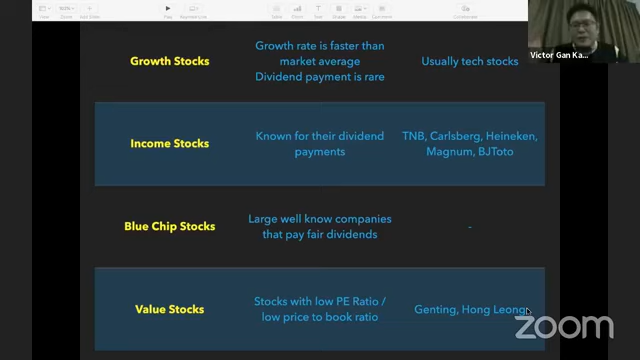 Growth Stocks
Growth rate is faster than
market average
Dividend payment is rare
Usually tech stocks
Income Stocks
Known for their dividend
payments
TNB, Carlsberg, Heineken,
Magnum, BJToto
Blue Chip Stocks
Large well know companies
that pay fair dividends
-
Value Stocks
Stocks with low PE Ratio /
low price to book ratio
Genting, Hong Leong
Victor Gan Ka...
zoom